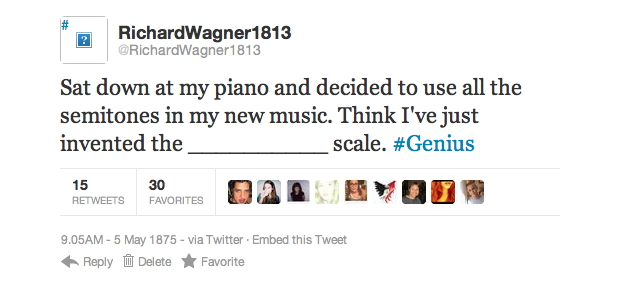 #
RichardWagner1813
@RichardWagner1813
Sat down at my piano and decided to use all the
semitones in my new music. Think I've just
invented the ____________ scale. #Genius
15 30
RETWEETS FAVORITES
9.05AM - 5 May 1875 - via Twitter · Embed this Tweet
Reply Delete Favorite